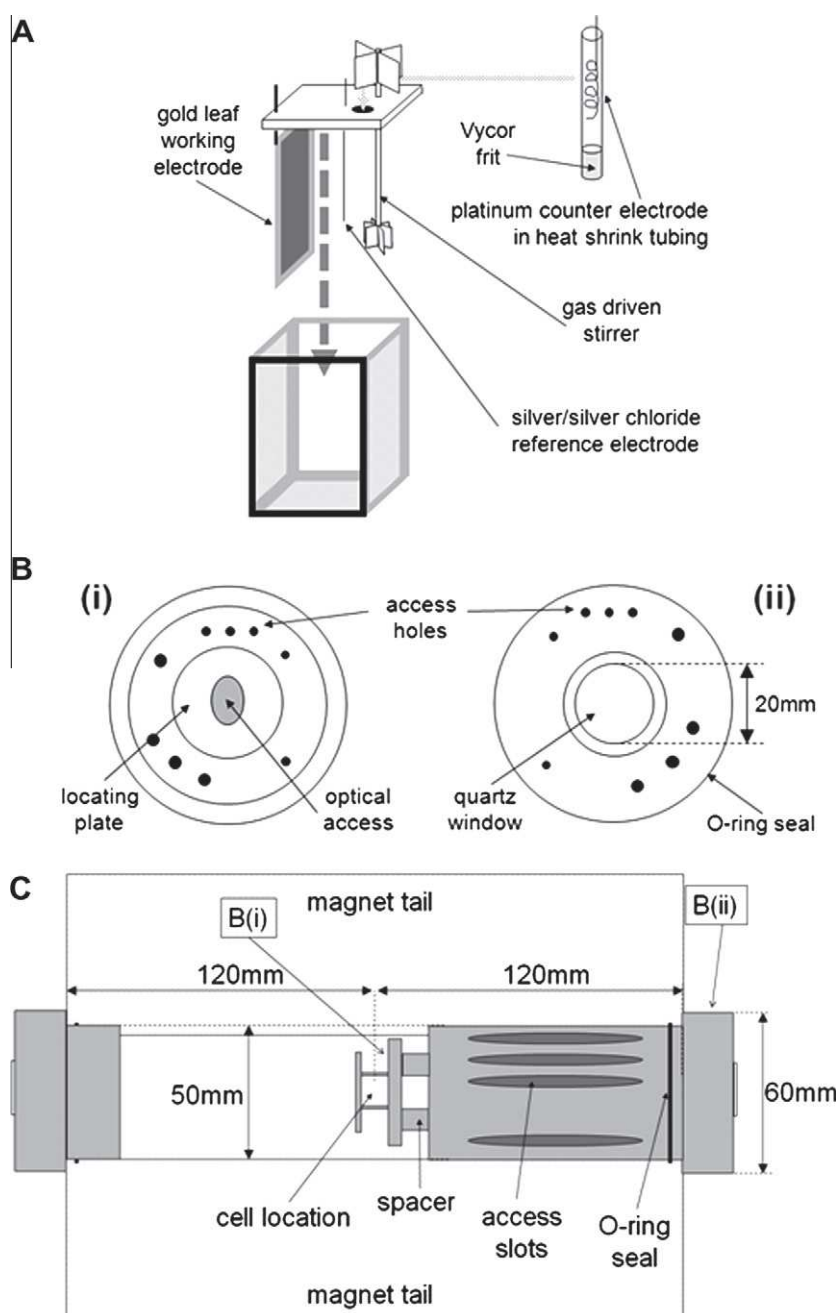 A
gold leaf
working
electrode
Vycor
frit
platinum counter electrode
in heat shrink tubing
gas driven
stirrer
silver/silver chloride
reference electrode
B
(i)
access
holes
(ii)
20mm
locating
plate
optical
access
quartz
window
O-ring seal
C
magnet tail
B(i)
B(ii)
120mm
120mm
50mm
60mm
cell location
spacer
access
slots
O-ring
seal
magnet tail